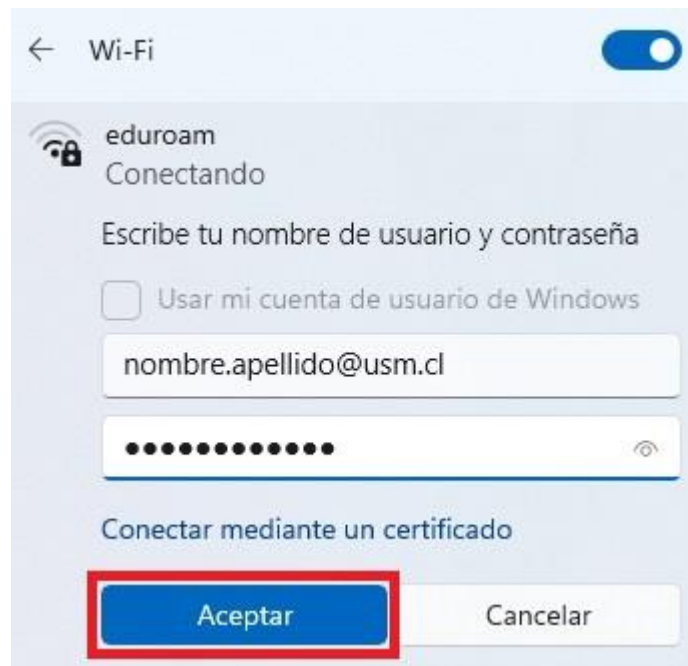 Wi-Fi
eduroam
Conectando
Escribe tu nombre de usuario y contraseña
Usar mi cuenta de usuario de Windows
nombre.apellido@usm.cl
••••••••••••
Conectar mediante un certificado
Aceptar
Cancelar